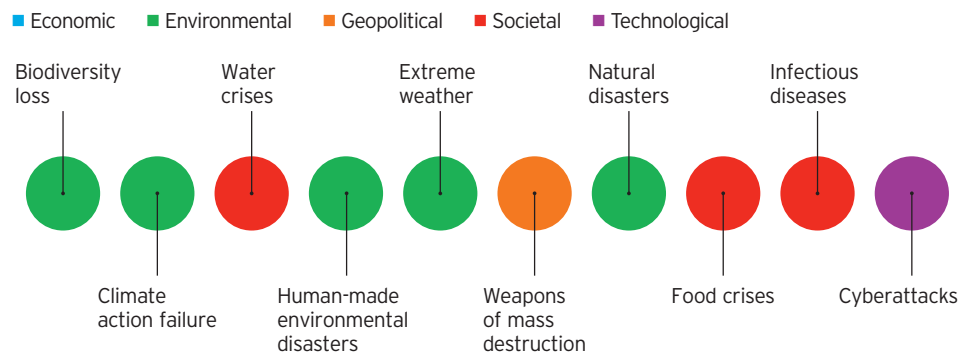 Economic Environmental Geopolitical Societal Technological
Biodiversity
loss
Water
crises
Extreme
weather
Natural
disasters
Infectious
diseases
Climate
action failure
Human-made
environmental
disasters
Weapons
of mass
destruction
Food crises
Cyberattacks